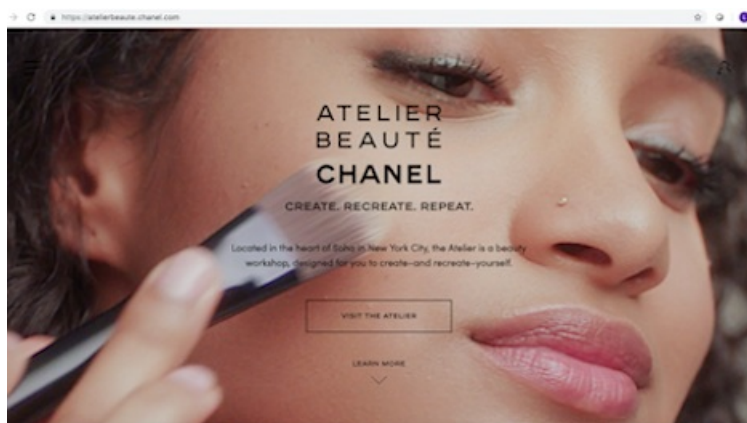 https://atelierbeaute.chanel.com
ATELIER
BEAUTÉ
CHANEL
CREATE. RECREATE. REPEAT.
Located in the heart of Soho in New York City, the Atelier is a beauty
workshop, designed for you to create–and recreate–yourself.
VISIT THE ATELIER
LEARN MORE